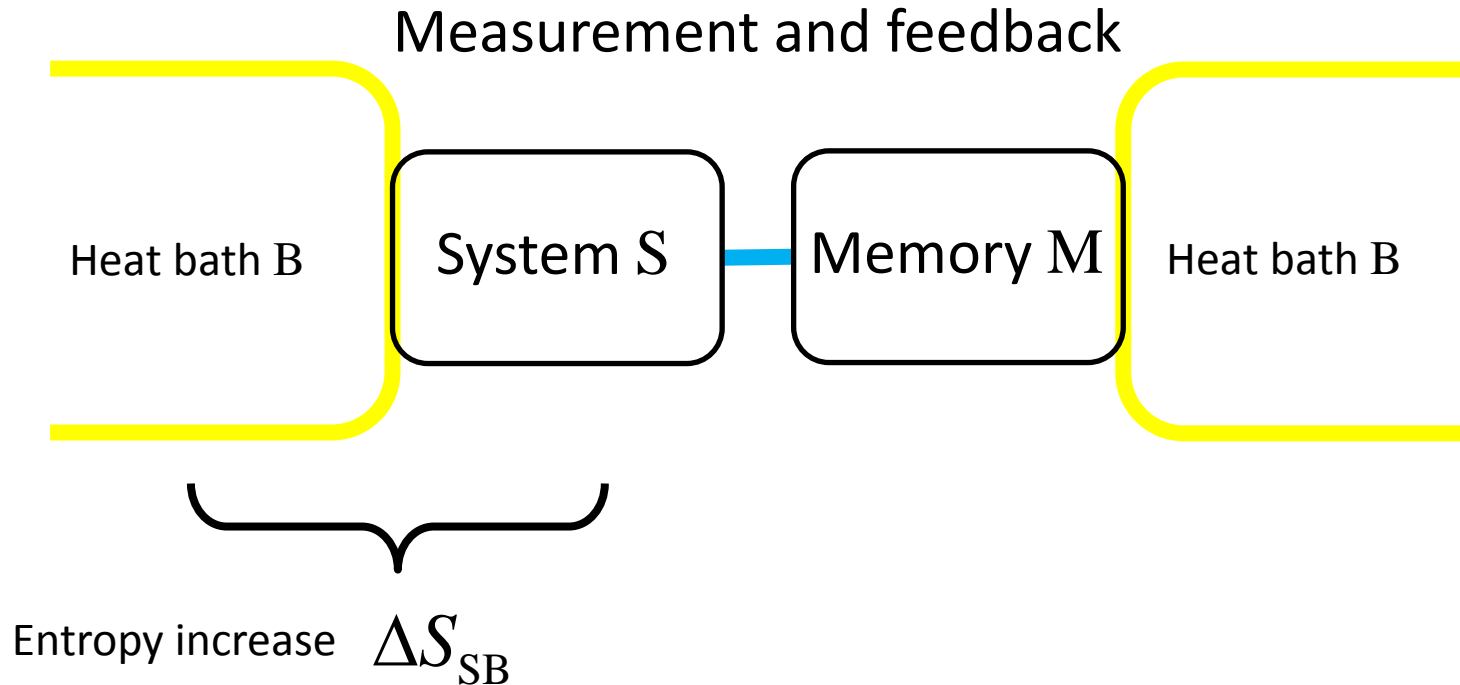 Measurement and feedback
Heat bath B
System S
Memory M
Heat bath B
Entropy increase ΔS_SB